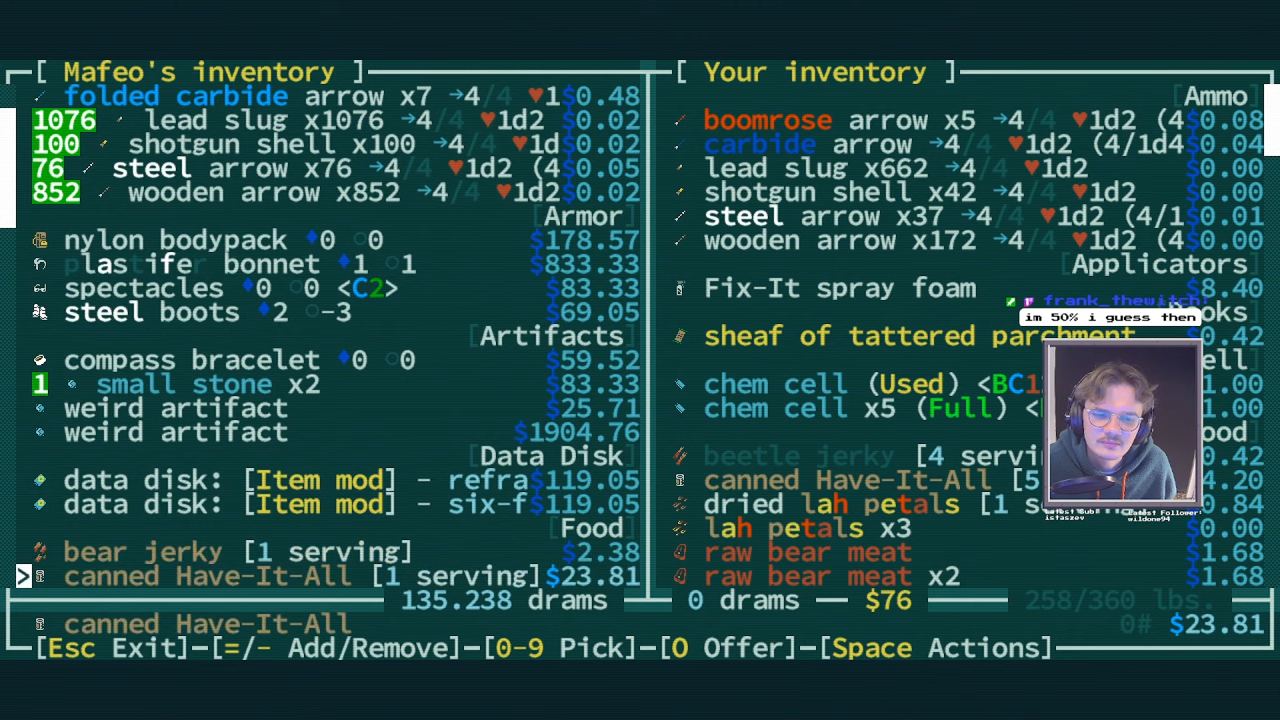 [ Mafeo's inventory ]
folded carbide arrow x7 →4/4 ♥1$0.48
1076 lead slug x1076 →4/4 ♥1d2 $0.02
100 shotgun shell x100 →4/4 ♥1d$0.02
76 steel arrow x76 →4/4 ♥1d2 (4$0.05
852 wooden arrow x852 →4/4 ♥1d2$0.02
[Armor]
nylon bodypack ♦0 ○0 $178.57
plastifer bonnet ♦1 ○1 $833.33
spectacles ♦0 ○0 <C2> $83.33
steel boots ♦2 ○-3 $69.05
[Artifacts]
compass bracelet ♦0 ○0 $59.52
1 small stone x2 $83.33
weird artifact $25.71
weird artifact $1904.76
[Data Disk]
data disk: [Item mod] - refra$119.05
data disk: [Item mod] - six-f$119.05
[Food]
bear jerky [1 serving] $2.38
> canned Have-It-All [1 serving]$23.81
135.238 drams
[ Your inventory ]
[Ammo]
boomrose arrow x5 →4/4 ♥1d2 (4$0.08
carbide arrow →4/4 ♥1d2 (4/1d4$0.04
lead slug x662 →4/4 ♥1d2 $0.00
shotgun shell x42 →4/4 ♥1d2 $0.00
steel arrow x37 →4/4 ♥1d2 (4/1$0.01
wooden arrow x172 →4/4 ♥1d2 (4$0.00
[Applicators]
Fix-It spray foam $8.40
frank_thewitch:
im 50% i guess then
sheaf of tattered parchment $0.42
chem cell (Used) <BC1 1.00
chem cell x5 (Full) < 1.00
beetle jerky [4 servi 0.42
canned Have-It-All [5 4.20
dried lah petals [1 s 0.84
Latest Sub Latest Follower
istaszev wildone94
lah petals x3 $0.00
raw bear meat $1.68
raw bear meat x2 $1.68
0 drams — $76 258/360 lbs.
canned Have-It-All 0# $23.81
[Esc Exit]—[=/- Add/Remove]—[0-9 Pick]—[O Offer]—[Space Actions]